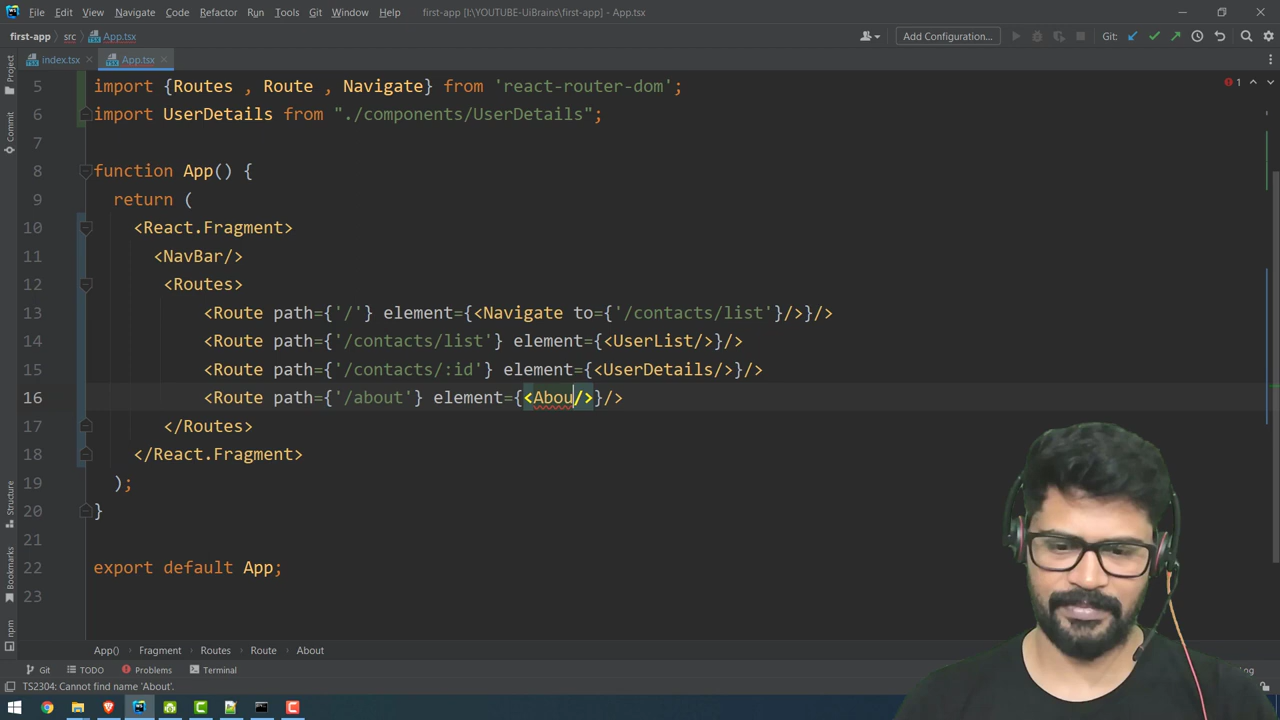 File Edit View Navigate Code Refactor Run Tools Git Window Help first-app [I:\YOUTUBE-UiBrains\first-app] - App.tsx
first-app src App.tsx Add Configuration... Git:
index.tsx App.tsx
Project
Commit
Structure
Bookmarks
npm
1
5 import {Routes , Route , Navigate} from 'react-router-dom';
6 import UserDetails from "./components/UserDetails";
7
8 function App() {
9 return (
10 <React.Fragment>
11 <NavBar/>
12 <Routes>
13 <Route path={'/'} element={<Navigate to={'/contacts/list'}/>}/>
14 <Route path={'/contacts/list'} element={<UserList/>}/>
15 <Route path={'/contacts/:id'} element={<UserDetails/>}/>
16 <Route path={'/about'} element={<Abou/>}/>
17 </Routes>
18 </React.Fragment>
19 );
20 }
21
22 export default App;
23
App() Fragment Routes Route About
Git TODO Problems Terminal
TS2304: Cannot find name 'About'.